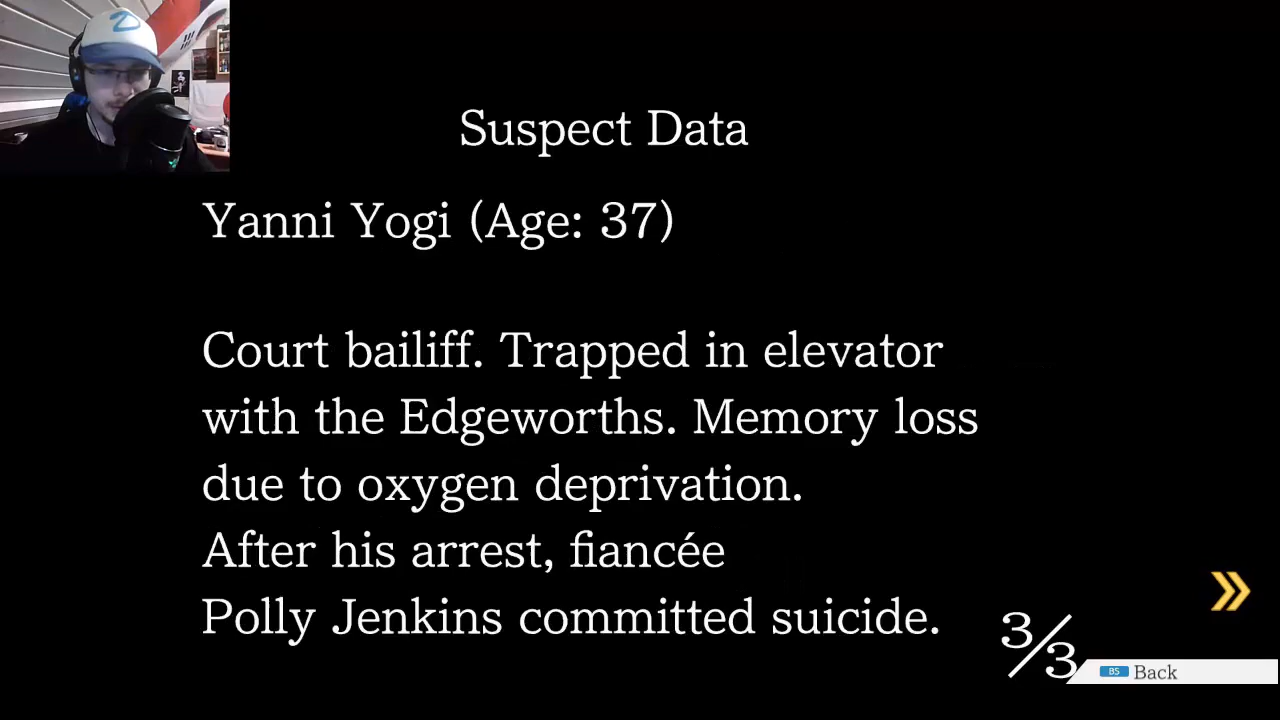 Suspect Data
Yanni Yogi (Age: 37)
Court bailiff. Trapped in elevator
with the Edgeworths. Memory loss
due to oxygen deprivation.
After his arrest, fiancée
Polly Jenkins committed suicide.
3/3
BS Back